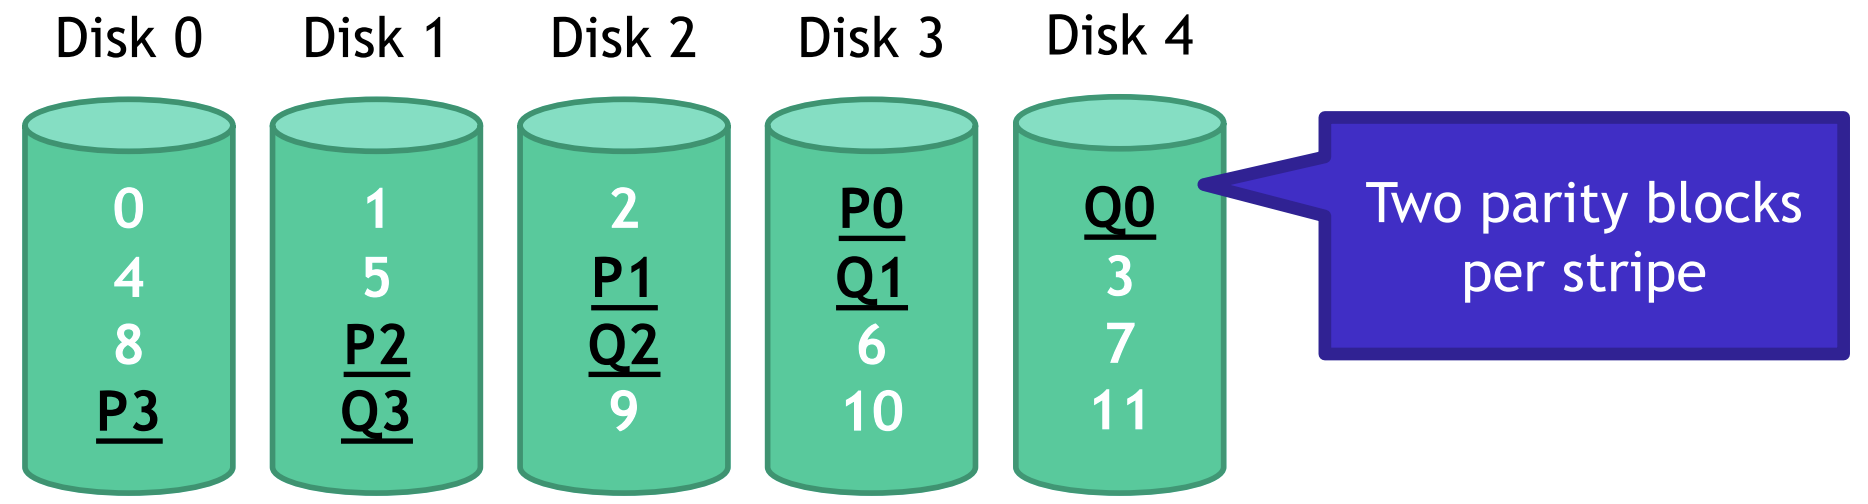 Disk 0 Disk 1 Disk 2 Disk 3 Disk 4
0 1 2 P0 Q0
4 5 P1 Q1 3
8 P2 Q2 6 7
P3 Q3 9 10 11
Two parity blocks
per stripe